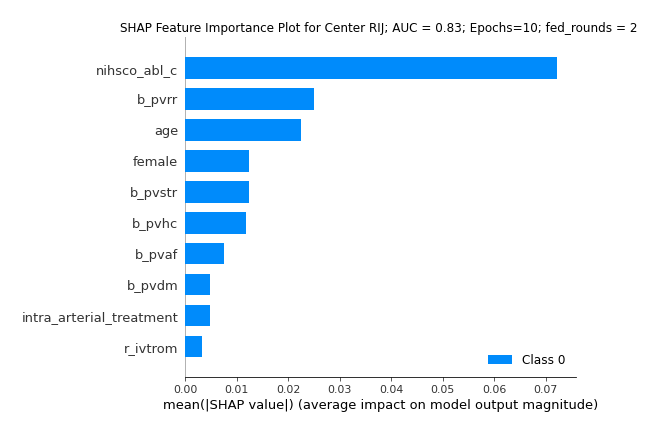 SHAP Feature Importance Plot for Center RIJ; AUC = 0.83; Epochs=10; fed_rounds = 2
nihsco_abl_c
b_pvrr
age
female
b_pvstr
b_pvhc
b_pvaf
b_pvdm
intra_arterial_treatment
r_ivtrom
Class 0
0.00 0.01 0.02 0.03 0.04 0.05 0.06 0.07
mean(|SHAP value|) (average impact on model output magnitude)